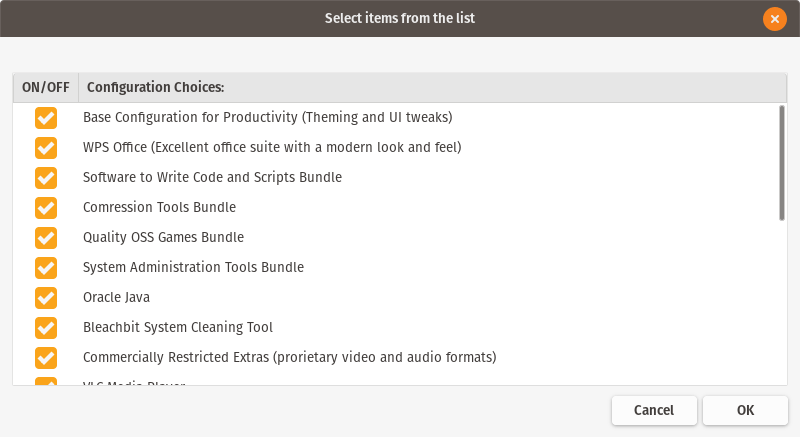 Select items from the list
ON/OFF Configuration Choices:
Base Configuration for Productivity (Theming and UI tweaks)
WPS Office (Excellent office suite with a modern look and feel)
Software to Write Code and Scripts Bundle
Comression Tools Bundle
Quality OSS Games Bundle
System Administration Tools Bundle
Oracle Java
Bleachbit System Cleaning Tool
Commercially Restricted Extras (prorietary video and audio formats)
VLC Media Player
Cancel OK